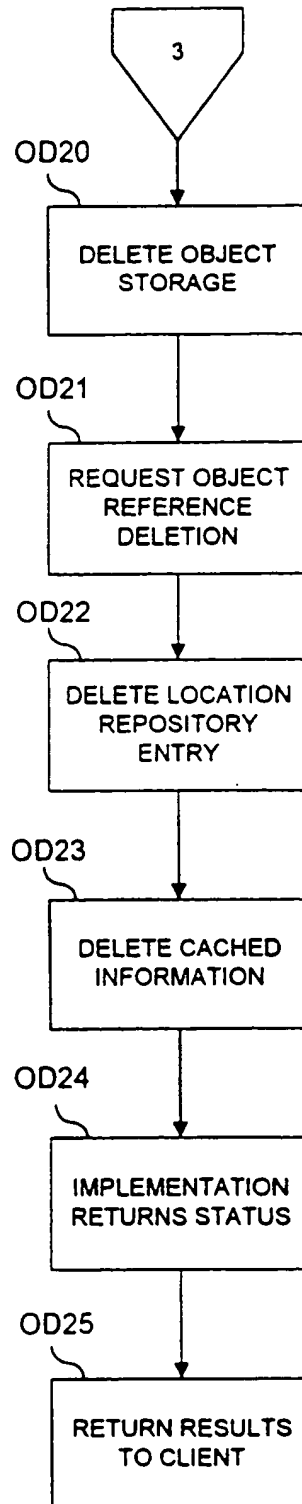 3
OD20
DELETE OBJECT
STORAGE
OD21
REQUEST OBJECT
REFERENCE
DELETION
OD22
DELETE LOCATION
REPOSITORY
ENTRY
OD23
DELETE CACHED
INFORMATION
OD24
IMPLEMENTATION
RETURNS STATUS
OD25
RETURN RESULTS
TO CLIENT